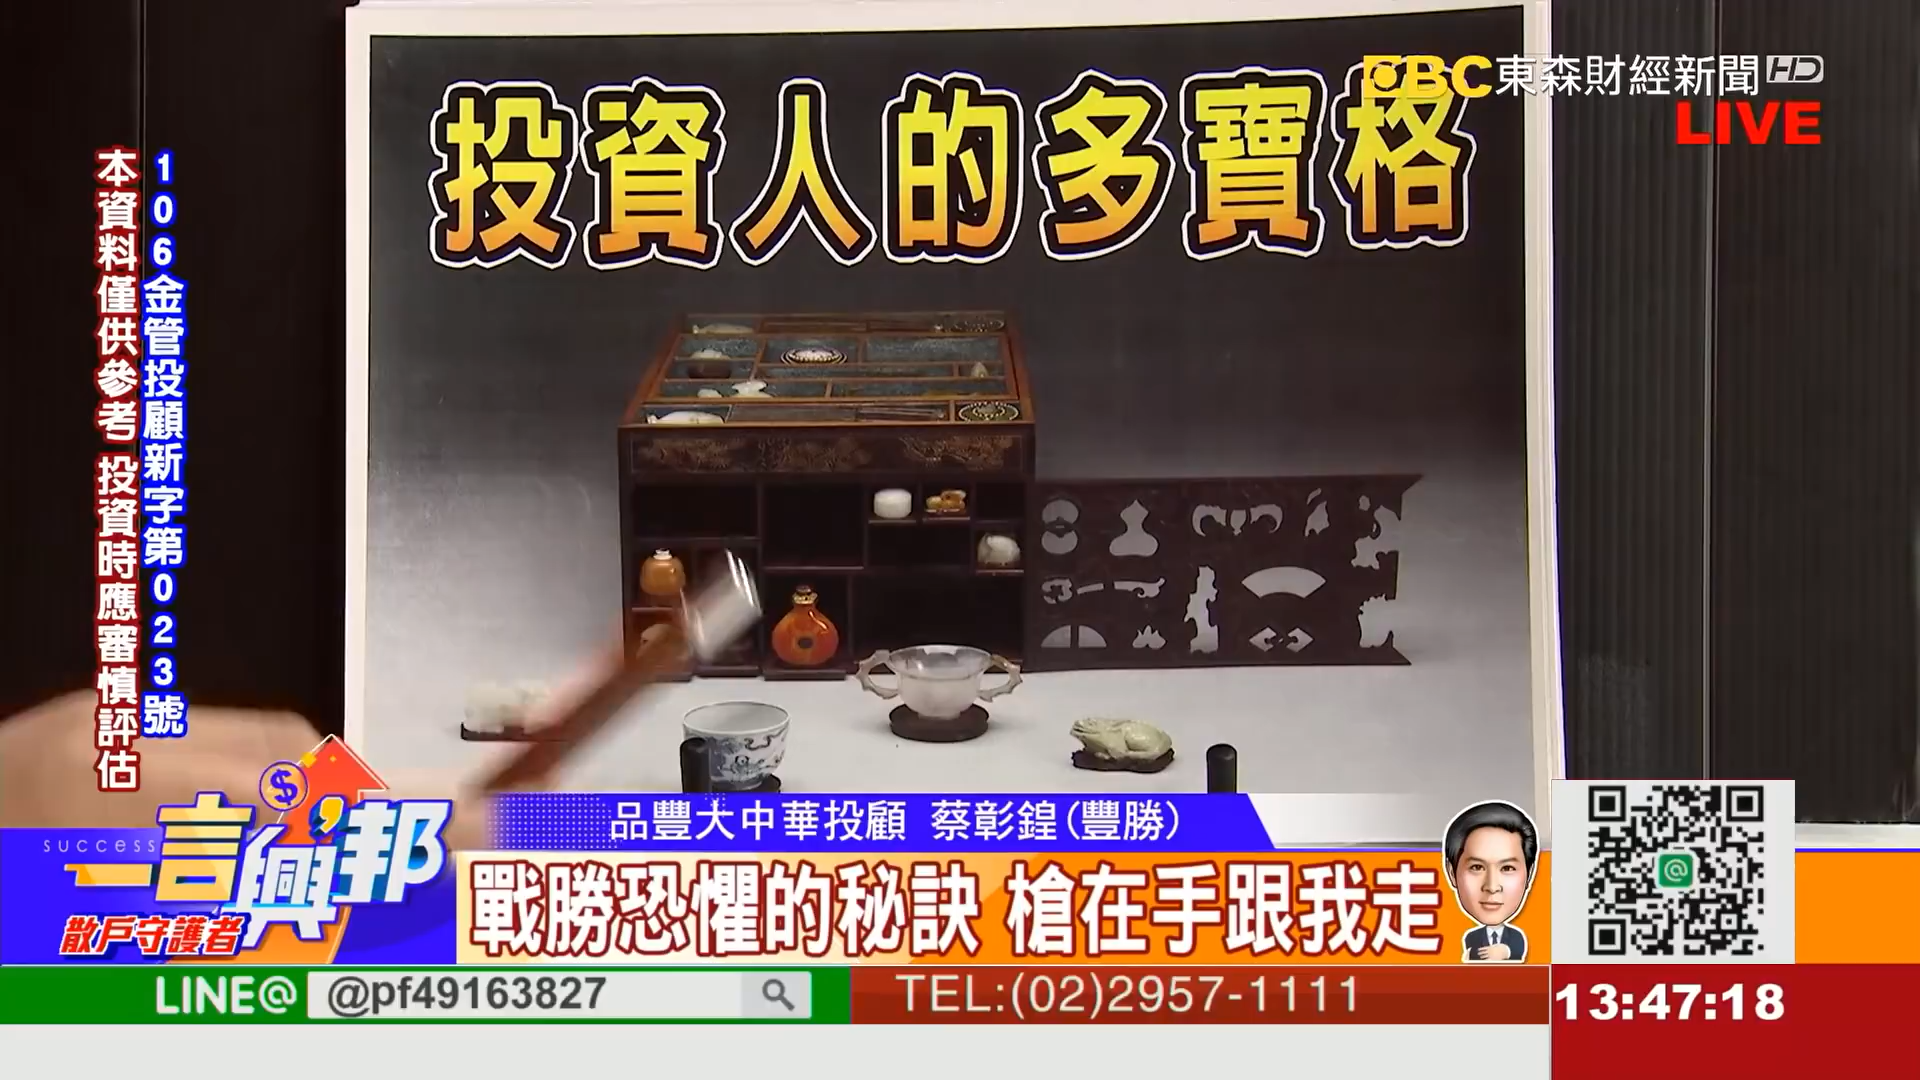 投資人的多寶格
EBC東森財經新聞HD
LIVE
106金管投顧新字第023號
本資料僅供參考 投資時應審慎評估
success
一言興邦
散戶守護者
品豐大中華投顧 蔡彰鍠(豐勝)
戰勝恐懼的秘訣 槍在手跟我走
LINE@ @pf49163827
TEL:(02)2957-1111
13:47:18